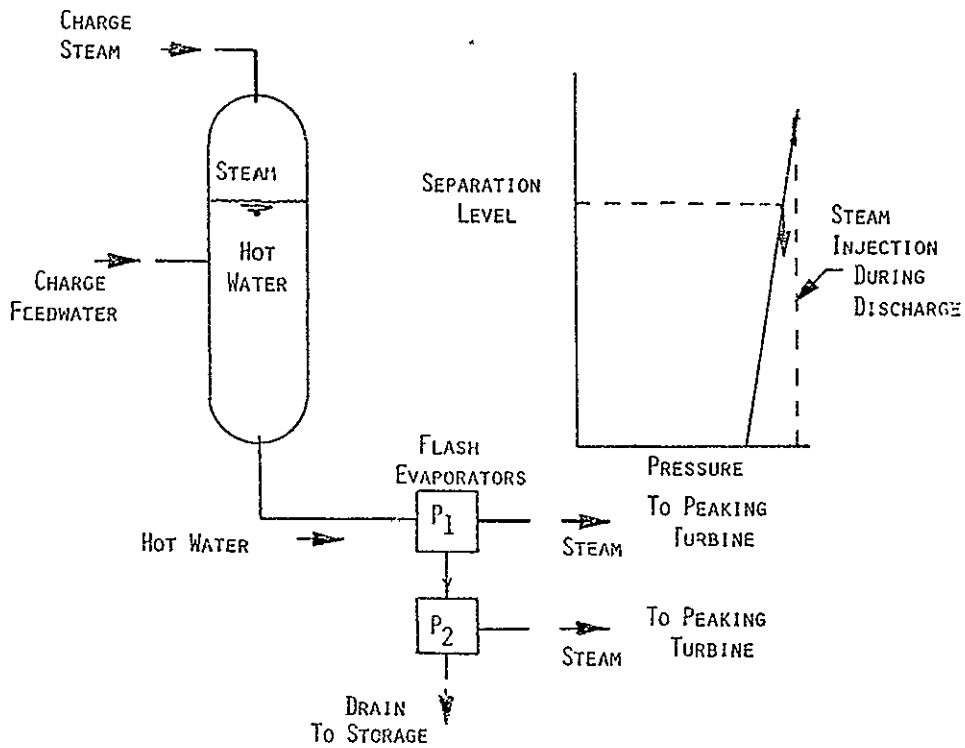 CHARGE
STEAM
STEAM
HOT
WATER
CHARGE
FEEDWATER
SEPARATION
LEVEL
STEAM
INJECTION
DURING
DISCHARGE
PRESSURE
FLASH
EVAPORATORS
P1
HOT WATER
STEAM
TO PEAKING
TURBINE
P2
STEAM
TO PEAKING
TURBINE
DRAIN
TO STORAGE